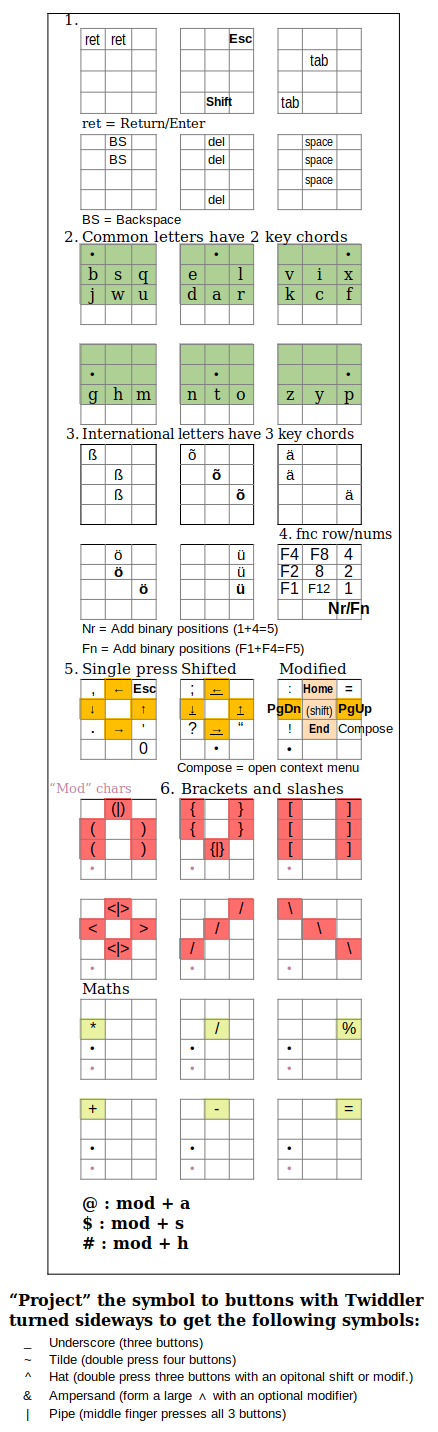 1.
ret ret Esc
tab
Shift tab
ret = Return/Enter
BS del space
BS del space
space
del
BS = Backspace
2. Common letters have 2 key chords
• • •
b s q e l v i x
j w u d a r k c f
• • •
g h m n t o z y p
3. International letters have 3 key chords
ß õ ä
ß õ ä
ß õ ä
4. fnc row/nums
ö ü F4 F8 4
ö ü F2 8 2
ö ü F1 F12 1
Nr/Fn
Nr = Add binary positions (1+4=5)
Fn = Add binary positions (F1+F4=F5)
5. Single press Shifted Modified
, ← Esc ; ← : Home =
↓ ↑ ↓ ↑ PgDn (shift) PgUp
. → ' ? → “ ! End Compose
0 • •
Compose = open context menu
“Mod” chars 6. Brackets and slashes
(|) { } [ ]
( ) { } [ ]
( ) {|} [ ]
• • •
<|> / \
< > / \
<|> / \
• • •
Maths
* / %
• • •
• • •
+ - =
• • •
• • •
@ : mod + a
$ : mod + s
# : mod + h
“Project” the symbol to buttons with Twiddler
turned sideways to get the following symbols:
_ Underscore (three buttons)
~ Tilde (double press four buttons)
^ Hat (double press three buttons with an opitonal shift or modif.)
& Ampersand (form a large ʌ with an optional modifier)
| Pipe (middle finger presses all 3 buttons)